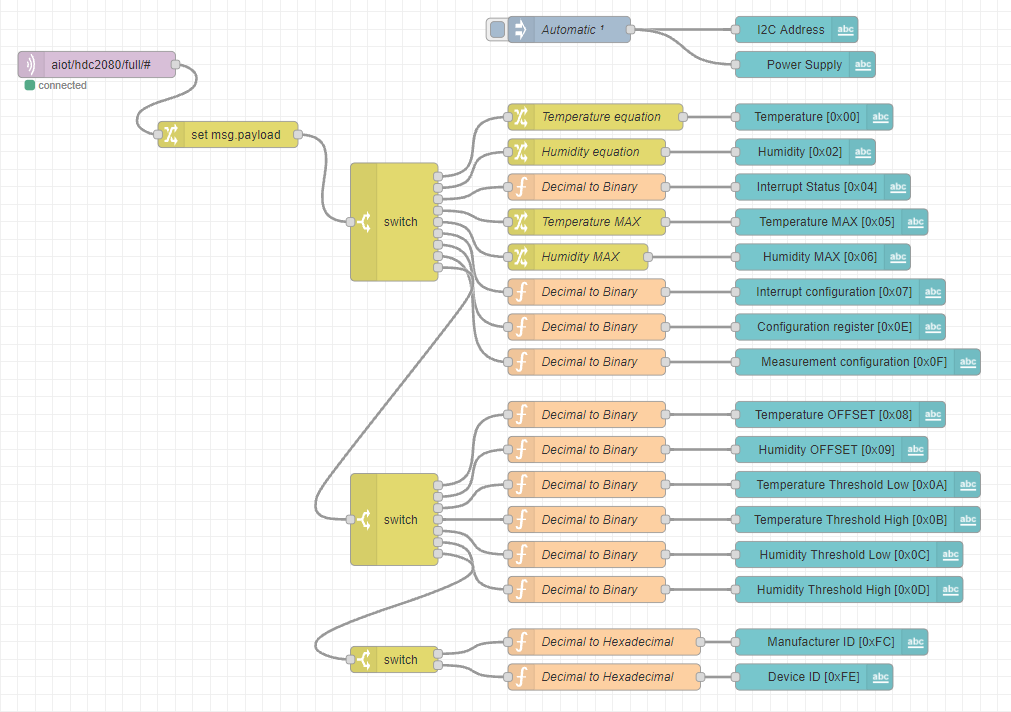 Automatic ¹
abc
I2C Address
abc
Power Supply
aiot/hdc2080/full/#
connected
set msg.payload
switch
Temperature equation
Temperature [0x00]
abc
Humidity equation
Humidity [0x02]
abc
Decimal to Binary
Interrupt Status [0x04]
abc
Temperature MAX
Temperature MAX [0x05]
abc
Humidity MAX
Humidity MAX [0x06]
abc
Decimal to Binary
Interrupt configuration [0x07]
abc
Decimal to Binary
Configuration register [0x0E]
abc
Decimal to Binary
Measurement configuration [0x0F]
abc
switch
Decimal to Binary
Temperature OFFSET [0x08]
abc
Decimal to Binary
Humidity OFFSET [0x09]
abc
Decimal to Binary
Temperature Threshold Low [0x0A]
abc
Decimal to Binary
Temperature Threshold High [0x0B]
abc
Decimal to Binary
Humidity Threshold Low [0x0C]
abc
Decimal to Binary
Humidity Threshold High [0x0D]
abc
switch
Decimal to Hexadecimal
Manufacturer ID [0xFC]
abc
Decimal to Hexadecimal
Device ID [0xFE]
abc